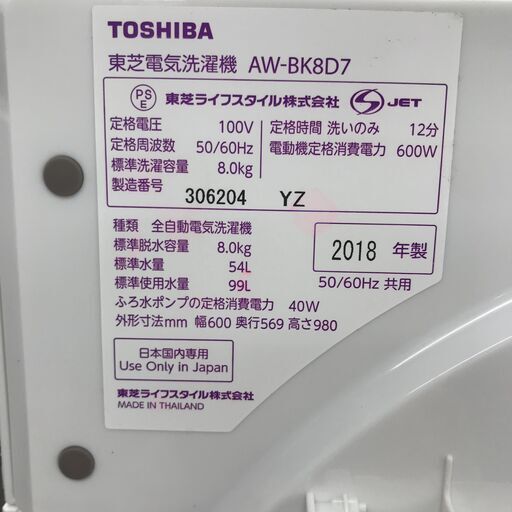 TOSHIBA
東芝電気洗濯機 AW-BK8D7
PS E 東芝ライフスタイル株式会社 S JET
定格電圧 100V 定格時間 洗いのみ 12分
定格周波数 50/60Hz 電動機定格消費電力 600W
標準洗濯容量 8.0kg
製造番号 306204 YZ
種類 全自動電気洗濯機
標準脱水容量 8.0kg 2018 年製
標準水量 54L
標準使用水量 99L 50/60Hz 共用
ふろ水ポンプの定格消費電力 40W
外形寸法mm 幅600 奥行569 高さ980
日本国内専用
Use Only in Japan
東芝ライフスタイル株式会社
MADE IN THAILAND